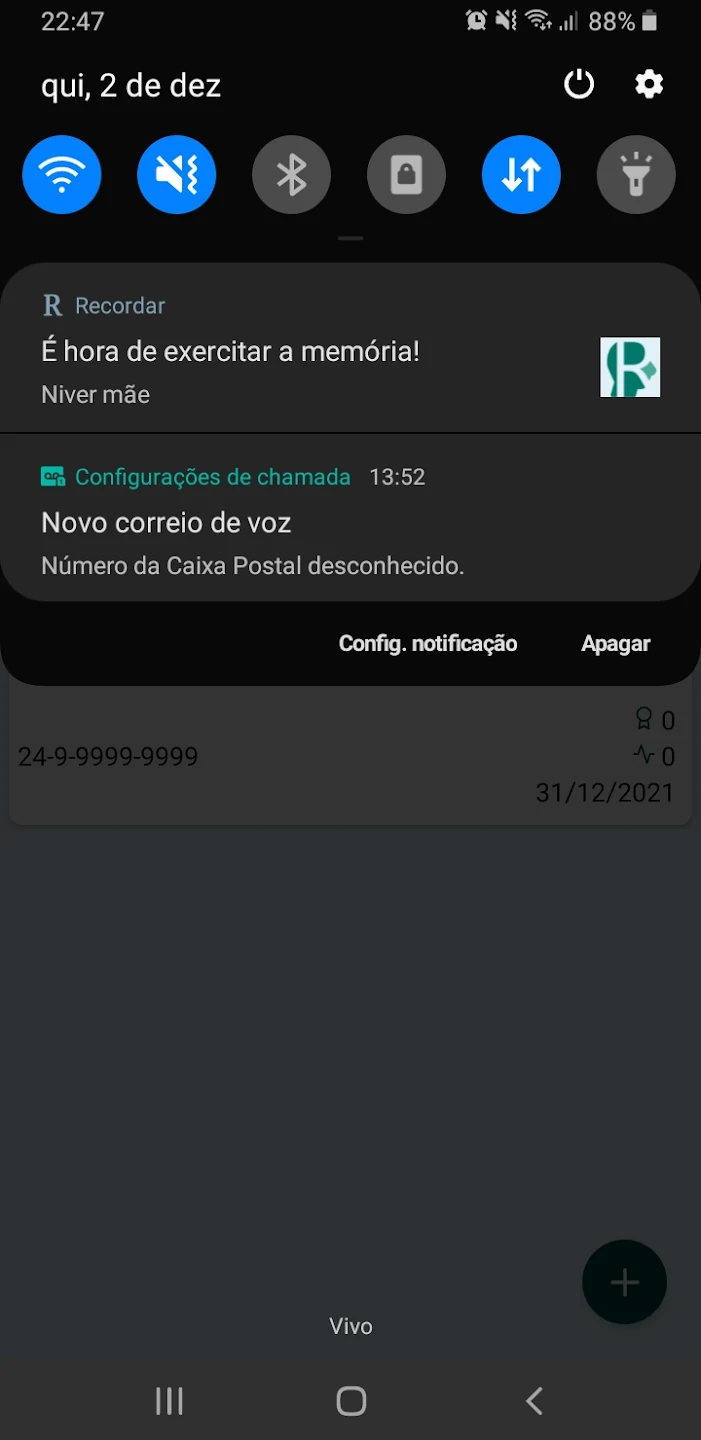 22:47 88%
qui, 2 de dez
R Recordar
É hora de exercitar a memória!
Niver mãe
Configurações de chamada 13:52
Novo correio de voz
Número da Caixa Postal desconhecido.
Config. notificação Apagar
0
24-9-9999-9999 0
31/12/2021
Vivo